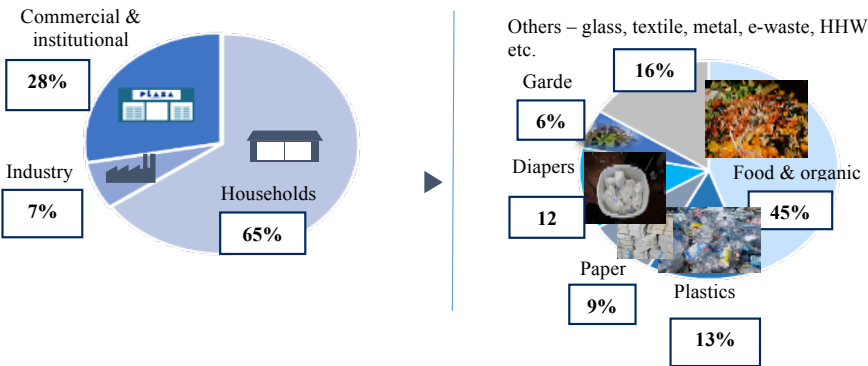 Commercial &
institutional
28%
PLAZA
Industry
7%
Households
65%
Others – glass, textile, metal, e-waste, HHW
etc.
16%
Garde
6%
Diapers
12
Food & organic
45%
Paper
9%
Plastics
13%